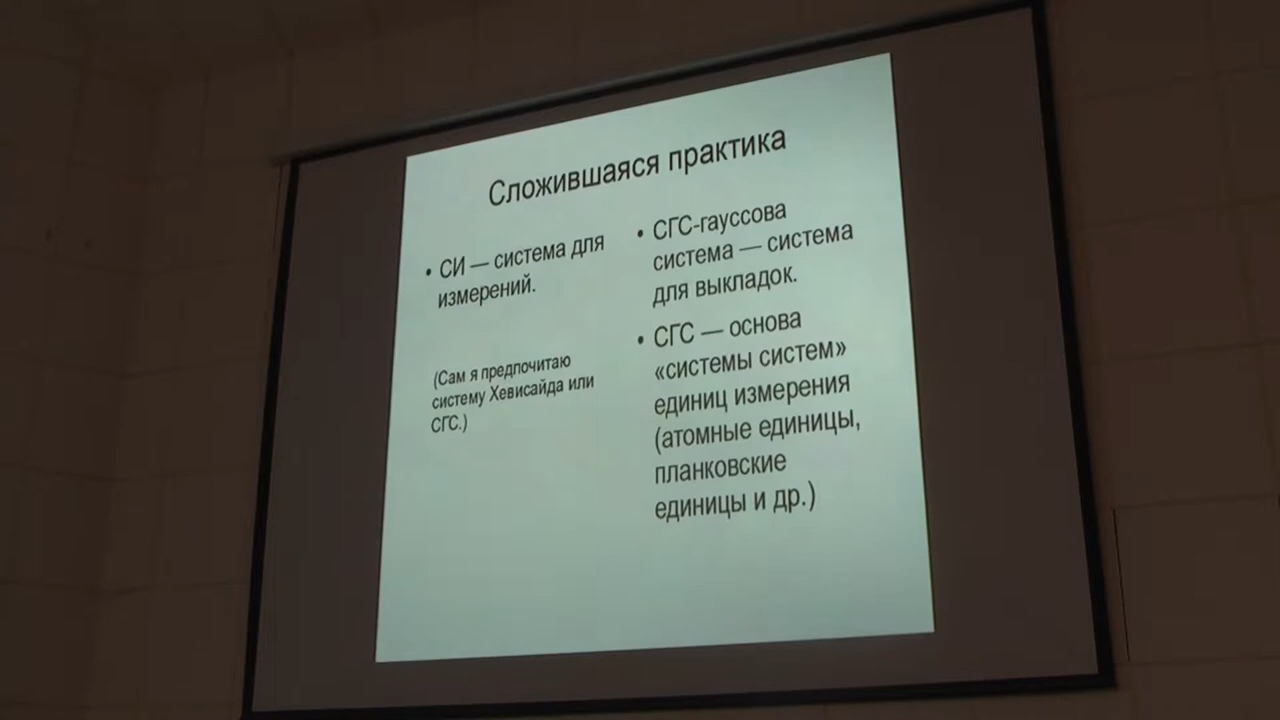 Сложившаяся практика
• СИ — система для
измерений.
(Сам я предпочитаю
систему Хевисайда или
СГС.)
• СГС-гауссова
система — система
для выкладок.
• СГС — основа
«системы систем»
единиц измерения
(атомные единицы,
планковские
единицы и др.)